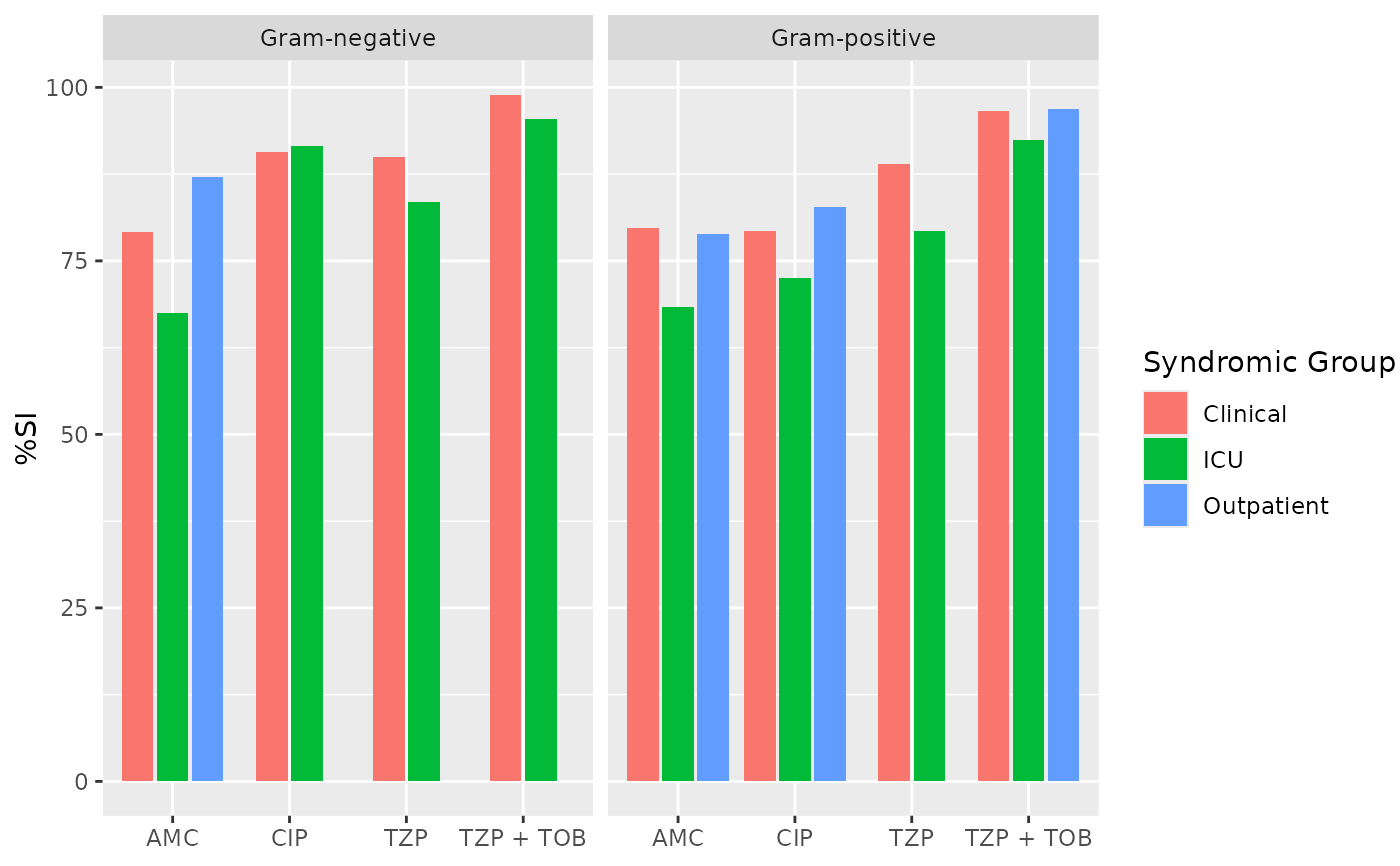 Gram-negative
Gram-positive
100
75
50
25
0
%SI
AMC
CIP
TZP
TZP + TOB
AMC
CIP
TZP
TZP + TOB
Syndromic Group
Clinical
ICU
Outpatient